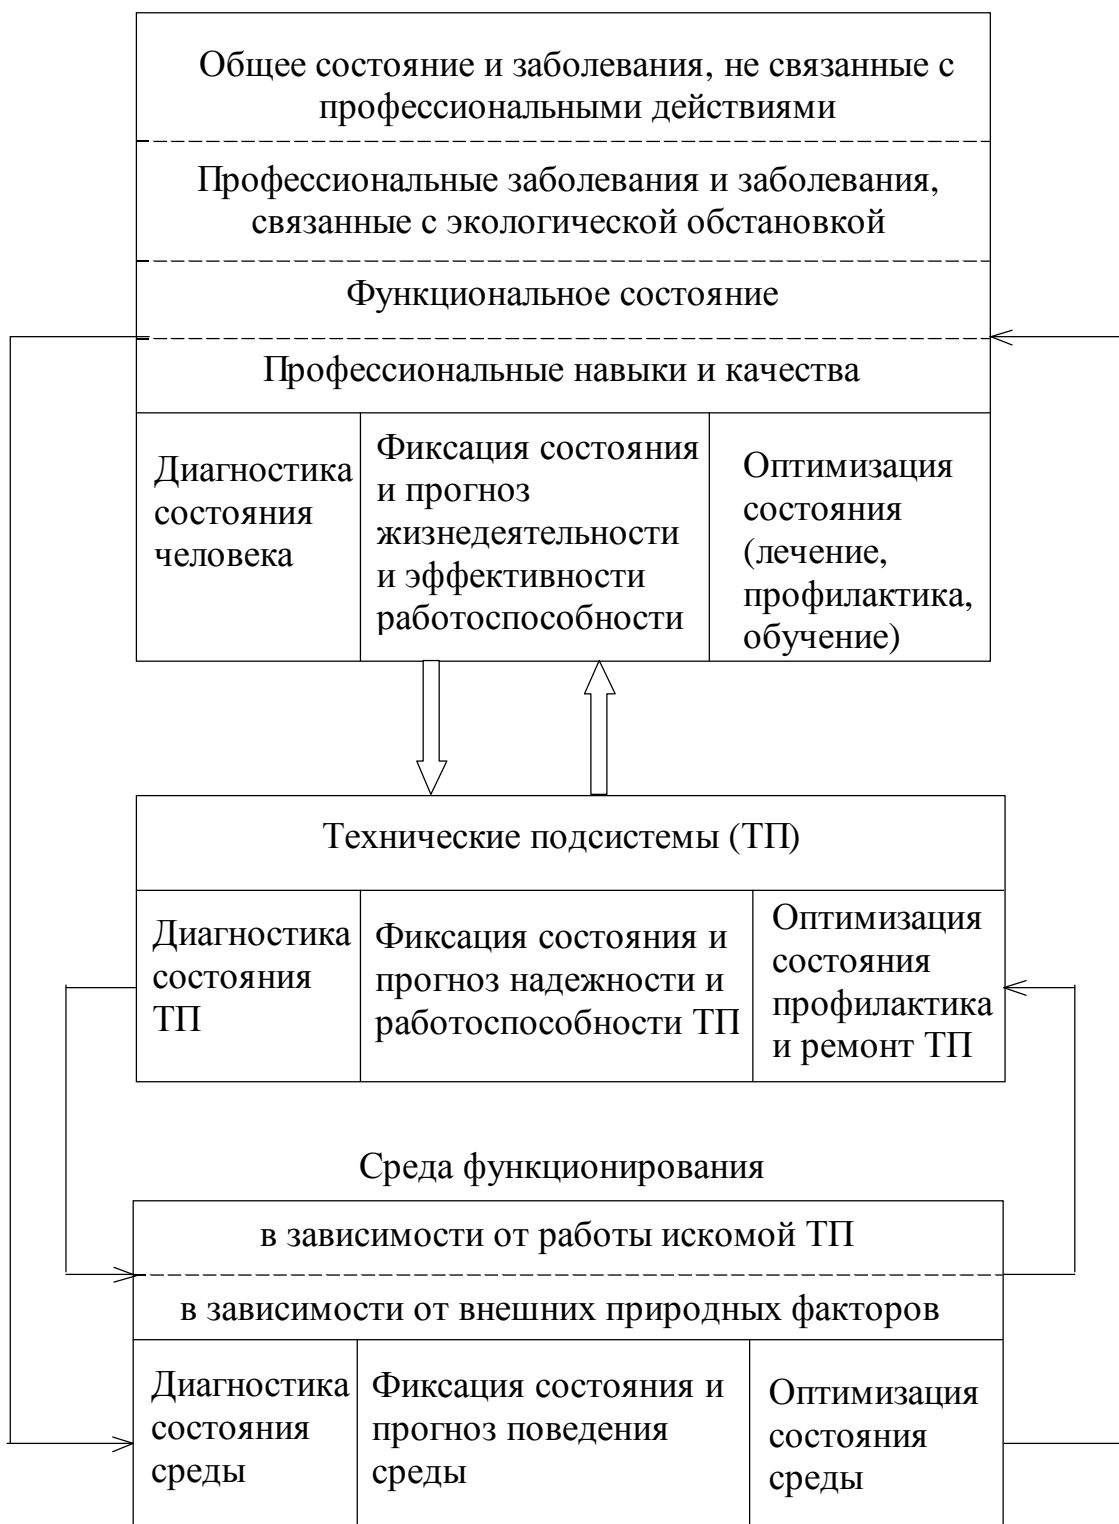 Общее состояние и заболевания, не связанные с
профессиональными действиями
Профессиональные заболевания и заболевания,
связанные с экологической обстановкой
Функциональное состояние
Профессиональные навыки и качества
Диагностика
состояния
человека
Фиксация состояния
и прогноз
жизнедеятельности
и эффективности
работоспособности
Оптимизация
состояния
(лечение,
профилактика,
обучение)
Технические подсистемы (ТП)
Диагностика
состояния
ТП
Фиксация состояния и
прогноз надежности и
работоспособности ТП
Оптимизация
состояния
профилактика
и ремонт ТП
Среда функционирования
в зависимости от работы искомой ТП
в зависимости от внешних природных факторов
Диагностика
состояния
среды
Фиксация состояния и
прогноз поведения
среды
Оптимизация
состояния
среды